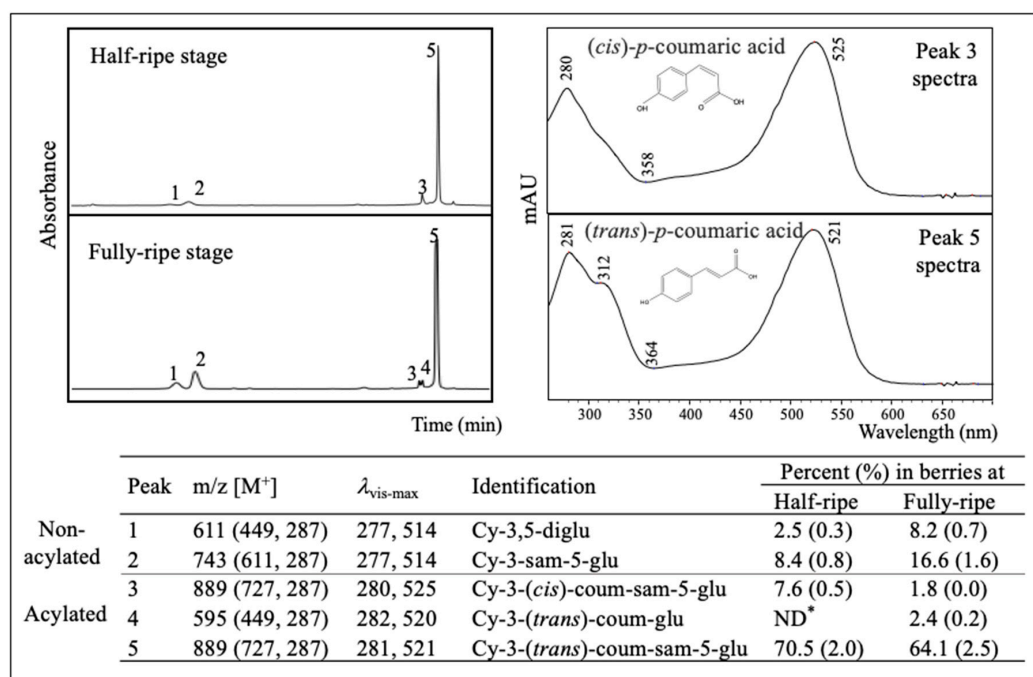 Half-ripe stage
5
1
2
3
Absorbance
Fully-ripe stage
5
1
2
3
4
Time (min)
(cis)-p-coumaric acid
280
525
358
OH
O
OH
Peak 3
spectra
mAU
(trans)-p-coumaric acid
281
312
364
521
HO
O
OH
Peak 5
spectra
300 350 400 450 500 550 600 650
Wavelength (nm)
Percent (%) in berries at
Peak m/z [M⁺] λvis-max Identification Half-ripe Fully-ripe
Non-acylated
1 611 (449, 287) 277, 514 Cy-3,5-diglu 2.5 (0.3) 8.2 (0.7)
2 743 (611, 287) 277, 514 Cy-3-sam-5-glu 8.4 (0.8) 16.6 (1.6)
Acylated
3 889 (727, 287) 280, 525 Cy-3-(cis)-coum-sam-5-glu 7.6 (0.5) 1.8 (0.0)
4 595 (449, 287) 282, 520 Cy-3-(trans)-coum-glu ND* 2.4 (0.2)
5 889 (727, 287) 281, 521 Cy-3-(trans)-coum-sam-5-glu 70.5 (2.0) 64.1 (2.5)